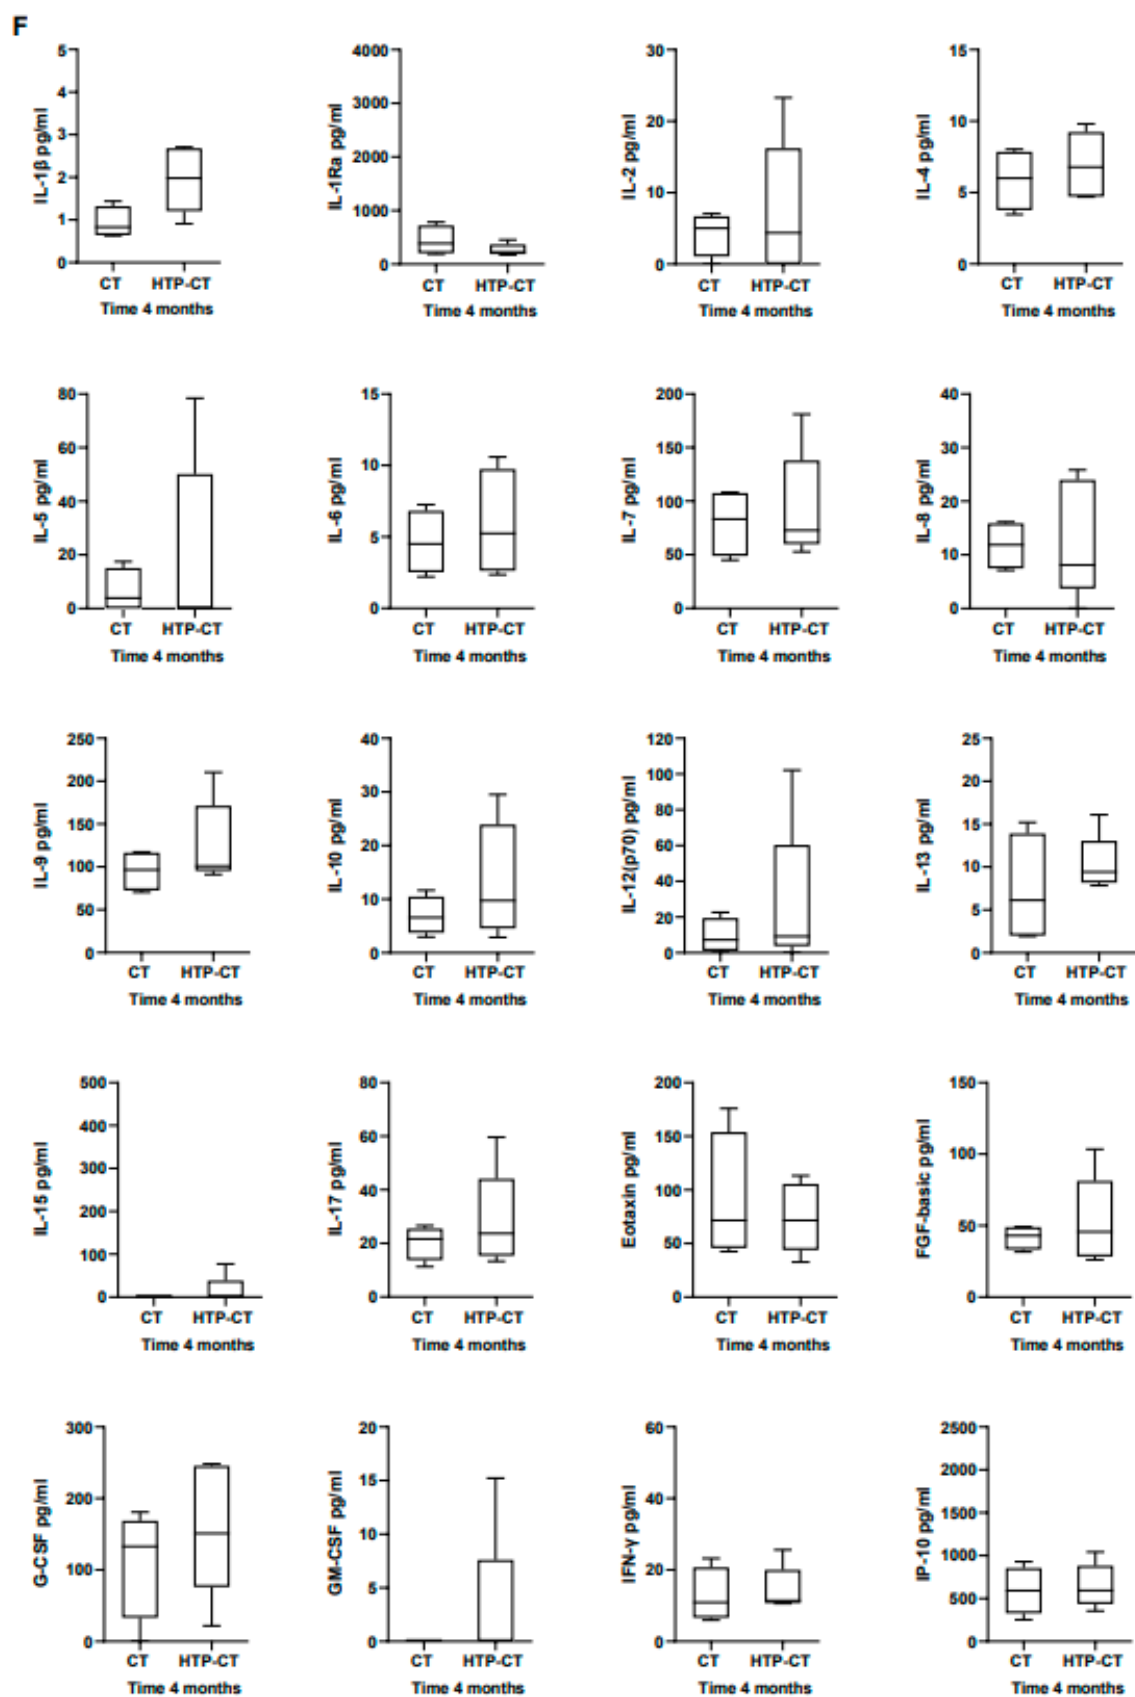 F
IL-1β pg/ml
5
4
3
2
1
0
CT HTP-CT
Time 4 months
IL-1Ra pg/ml
4000
3000
2000
1000
0
CT HTP-CT
Time 4 months
IL-2 pg/ml
30
20
10
0
CT HTP-CT
Time 4 months
IL-4 pg/ml
15
10
5
0
CT HTP-CT
Time 4 months
IL-5 pg/ml
80
60
40
20
0
CT HTP-CT
Time 4 months
IL-6 pg/ml
15
10
5
0
CT HTP-CT
Time 4 months
IL-7 pg/ml
200
150
100
50
0
CT HTP-CT
Time 4 months
IL-8 pg/ml
40
30
20
10
0
CT HTP-CT
Time 4 months
IL-9 pg/ml
250
200
150
100
50
0
CT HTP-CT
Time 4 months
IL-10 pg/ml
40
30
20
10
0
CT HTP-CT
Time 4 months
IL-12(p70) pg/ml
120
100
80
60
40
20
0
CT HTP-CT
Time 4 months
IL-13 pg/ml
25
20
15
10
5
0
CT HTP-CT
Time 4 months
IL-15 pg/ml
500
400
300
200
100
0
CT HTP-CT
Time 4 months
IL-17 pg/ml
80
60
40
20
0
CT HTP-CT
Time 4 months
Eotaxin pg/ml
200
150
100
50
0
CT HTP-CT
Time 4 months
FGF-basic pg/ml
150
100
50
0
CT HTP-CT
Time 4 months
G-CSF pg/ml
300
200
100
0
CT HTP-CT
Time 4 months
GM-CSF pg/ml
20
15
10
5
0
CT HTP-CT
Time 4 months
IFN-γ pg/ml
60
40
20
0
CT HTP-CT
Time 4 months
IP-10 pg/ml
2500
2000
1500
1000
500
0
CT HTP-CT
Time 4 months